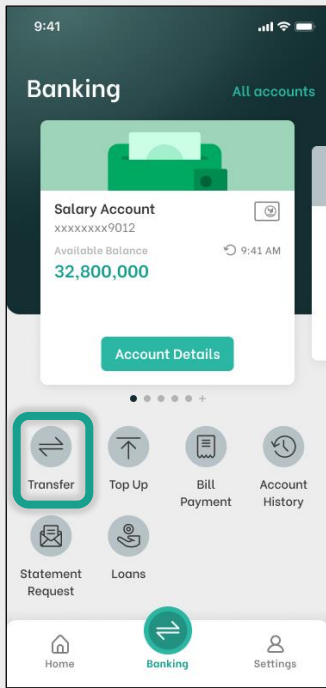 9:41
Banking
All accounts
Salary Account
xxxxxxxx9012
Available Balance
9:41 AM
32,800,000
Account Details
Transfer
Top Up
Bill
Payment
Account
History
Statement
Request
Loans
Home
Banking
Settings